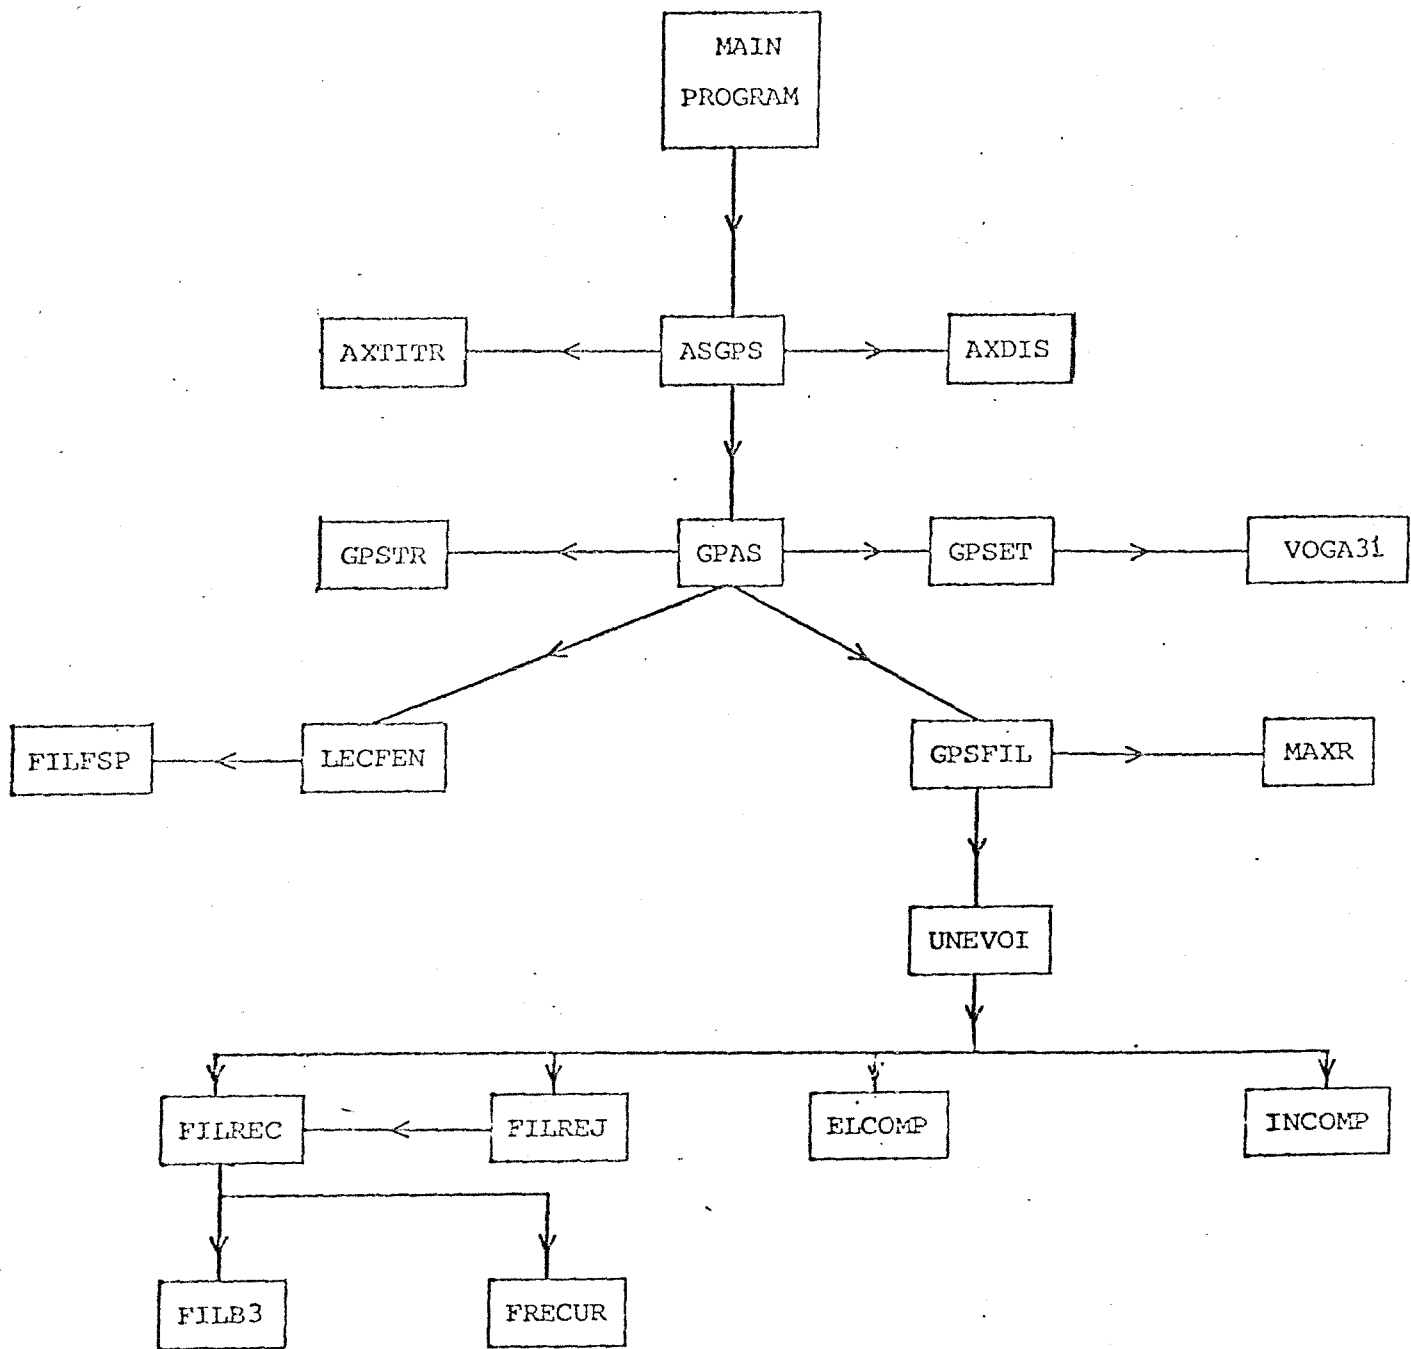 MAIN
PROGRAM
AXTITR
ASGPS
AXDIS
GPSTR
GPAS
GPSET
VOGA31
FILFSP
LECFEN
GPSFIL
MAXR
UNEVOI
FILREC
FILREJ
ELCOMP
INCOMP
FILB3
FRECUR